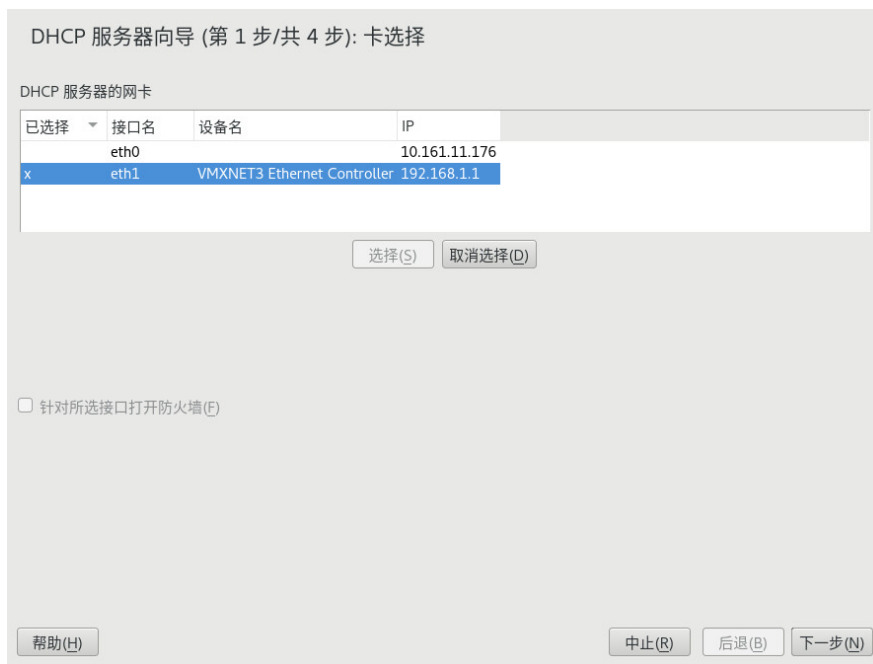 DHCP 服务器向导 (第 1 步/共 4 步): 卡选择
DHCP 服务器的网卡
已选择 接口名 设备名 IP
eth0 10.161.11.176
x eth1 VMXNET3 Ethernet Controller 192.168.1.1
选择(S) 取消选择(D)
针对所选接口打开防火墙(F)
帮助(H) 中止(R) 后退(B) 下一步(N)